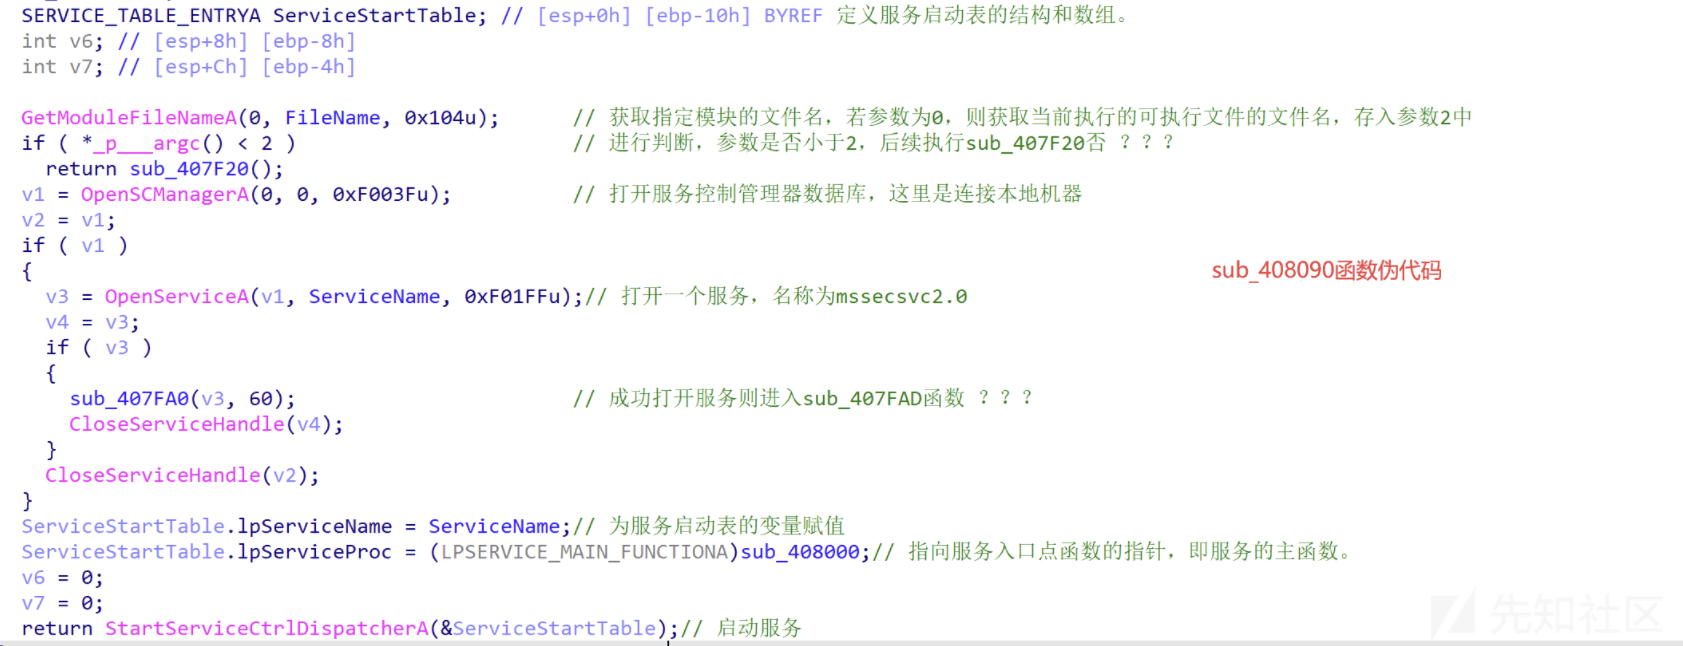 SERVICE_TABLE_ENTRYA ServiceStartTable; // [esp+0h] [ebp-10h] BYREF 定义服务启动表的结构和数组。
int v6; // [esp+8h] [ebp-8h]
int v7; // [esp+Ch] [ebp-4h]
GetModuleFileNameA(0, FileName, 0x104u); // 获取指定模块的文件名，若参数为0，则获取当前执行的可执行文件的文件名，存入参数2中
if ( *_p___argc() < 2 ) // 进行判断，参数是否小于2，后续执行sub_407F20否 ？？？
return sub_407F20();
v1 = OpenSCManagerA(0, 0, 0xF003Fu); // 打开服务控制管理器数据库，这里是连接本地机器
v2 = v1;
if ( v1 )
{
sub_408090函数伪代码
v3 = OpenServiceA(v1, ServiceName, 0xF01FFu);// 打开一个服务，名称为mssecsvc2.0
v4 = v3;
if ( v3 )
{
sub_407FA0(v3, 60); // 成功打开服务则进入sub_407FAD函数 ？？？
CloseServiceHandle(v4);
}
CloseServiceHandle(v2);
}
ServiceStartTable.lpServiceName = ServiceName;// 为服务启动表的变量赋值
ServiceStartTable.lpServiceProc = (LPSERVICE_MAIN_FUNCTIONA)sub_408000;// 指向服务入口点函数的指针，即服务的主函数。
v6 = 0;
v7 = 0;
return StartServiceCtrlDispatcherA(&ServiceStartTable);// 启动服务
先知社区